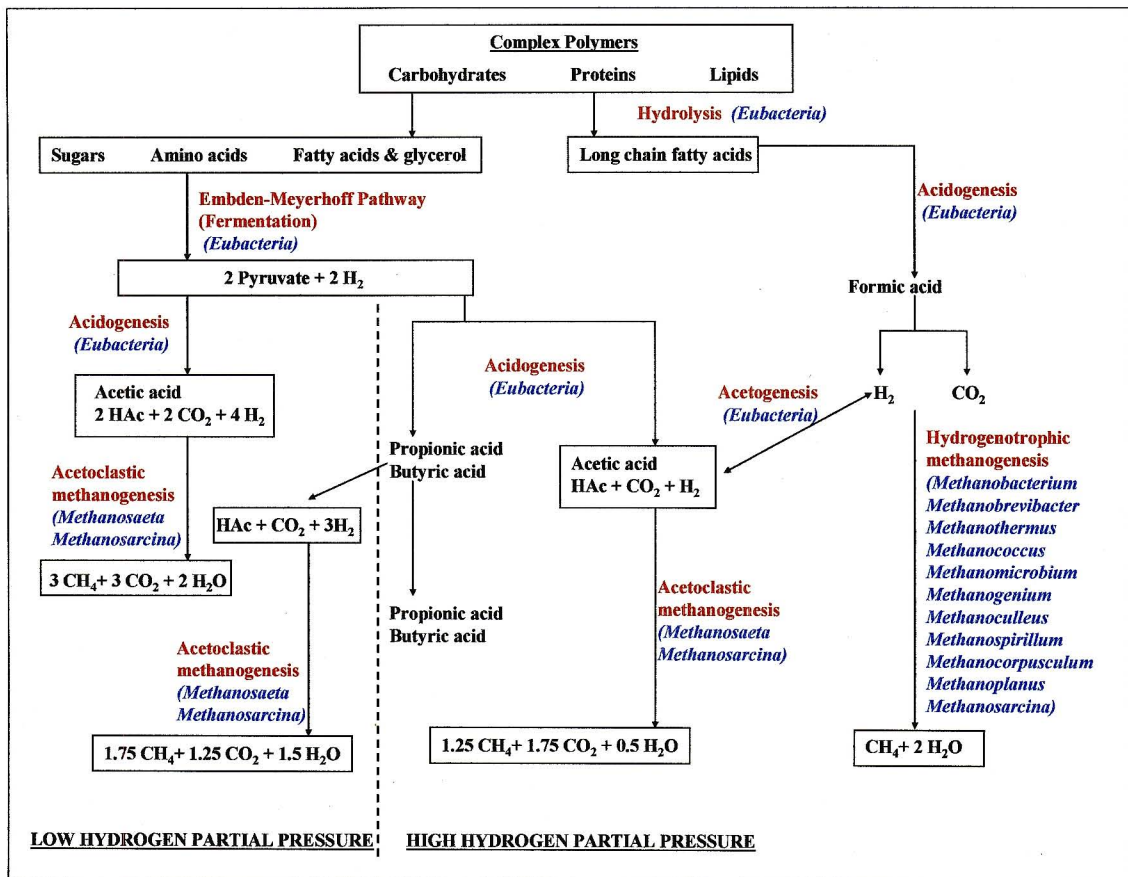 Complex Polymers
Carbohydrates Proteins Lipids
Hydrolysis (Eubacteria)
Sugars Amino acids Fatty acids & glycerol
Long chain fatty acids
Embden-Meyerhoff Pathway
(Fermentation)
(Eubacteria)
Acidogenesis
(Eubacteria)
2 Pyruvate + 2 H₂
Formic acid
Acidogenesis
(Eubacteria)
Acidogenesis
(Eubacteria)
Acetogenesis
(Eubacteria)
H₂ CO₂
Acetic acid
2 HAc + 2 CO₂ + 4 H₂
Propionic acid
Butyric acid
Acetic acid
HAc + CO₂ + H₂
Hydrogenotrophic
methanogenesis
(Methanobacterium
Methanobrevibacter
Methanothermus
Methanococcus
Methanomicrobium
Methanogenium
Methanoculleus
Methanospirillum
Methanocorpusculum
Methanoplanus
Methanosarcina)
Acetoclastic
methanogenesis
(Methanosaeta
Methanosarcina)
HAc + CO₂ + 3H₂
3 CH₄+ 3 CO₂ + 2 H₂O
Propionic acid
Butyric acid
Acetoclastic
methanogenesis
(Methanosaeta
Methanosarcina)
Acetoclastic
methanogenesis
(Methanosaeta
Methanosarcina)
1.75 CH₄+ 1.25 CO₂ + 1.5 H₂O
1.25 CH₄+ 1.75 CO₂ + 0.5 H₂O
CH₄+ 2 H₂O
LOW HYDROGEN PARTIAL PRESSURE
HIGH HYDROGEN PARTIAL PRESSURE